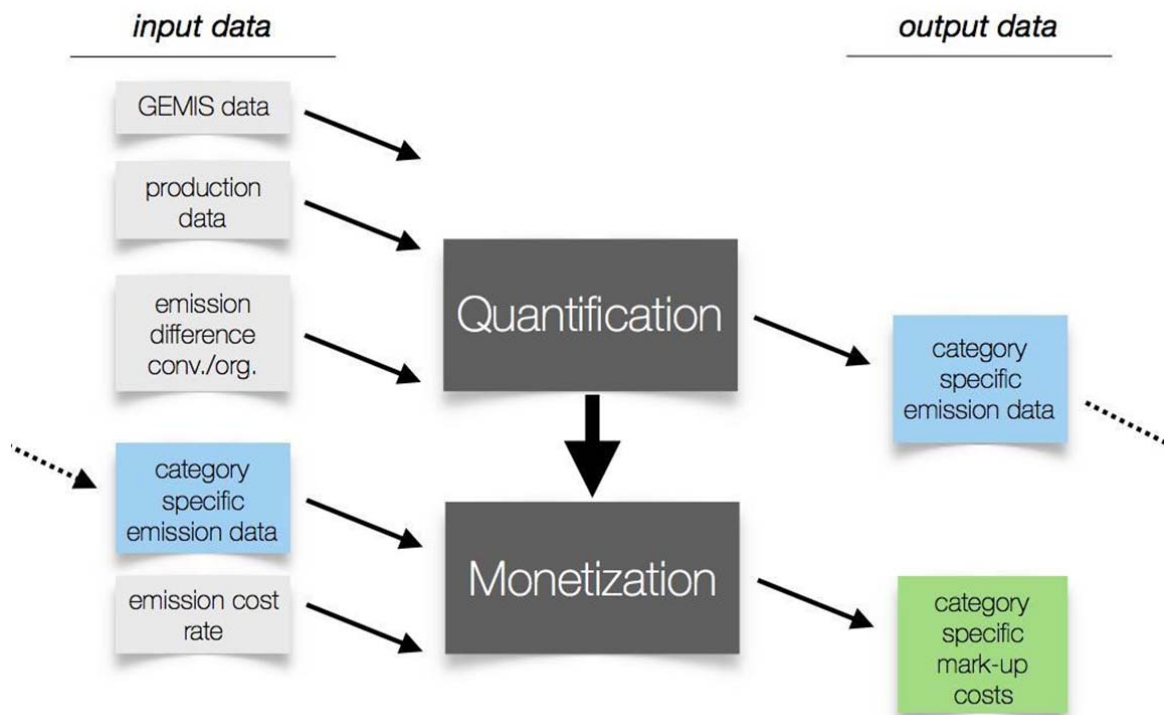 input data
output data
GEMIS data
production
data
emission
difference
conv./org.
Quantification
category
specific
emission data
category
specific
emission data
Monetization
emission cost
rate
category
specific
mark-up
costs